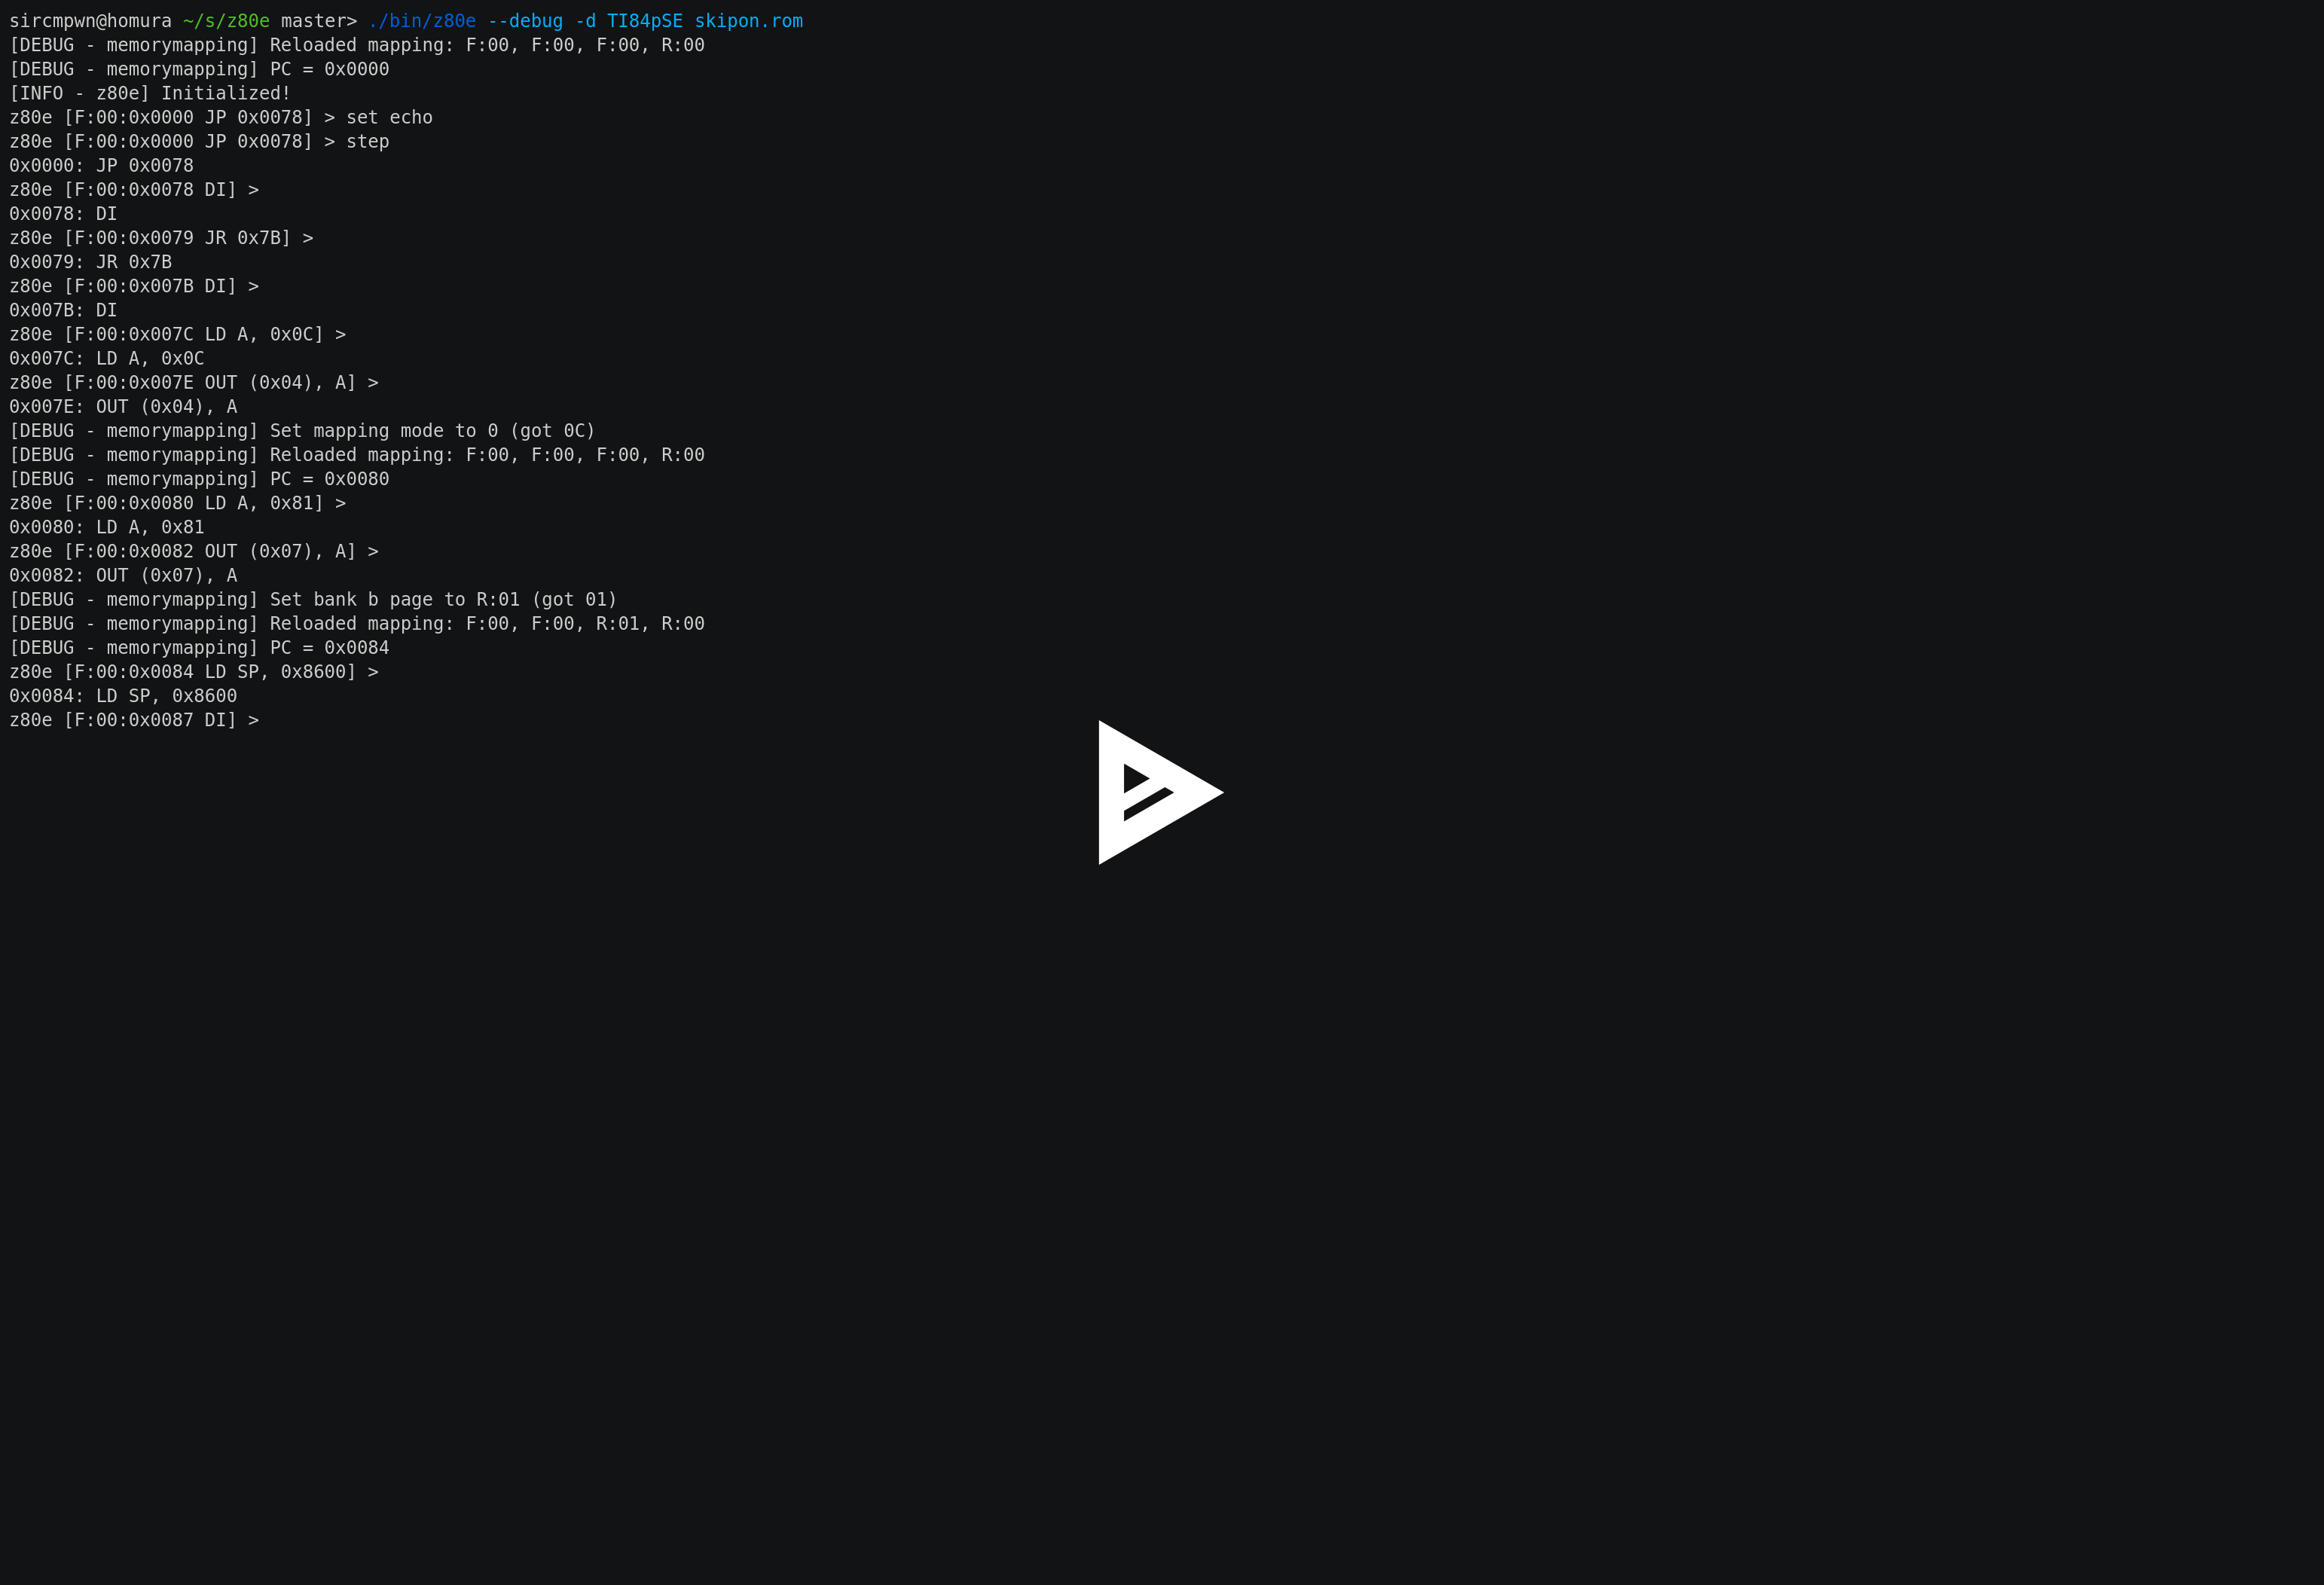 sircmpwn@homura ~/s/z80e master> ./bin/z80e --debug -d TI84pSE skipon.rom
[DEBUG - memorymapping] Reloaded mapping: F:00, F:00, F:00, R:00
[DEBUG - memorymapping] PC = 0x0000
[INFO - z80e] Initialized!
z80e [F:00:0x0000 JP 0x0078] > set echo
z80e [F:00:0x0000 JP 0x0078] > step
0x0000: JP 0x0078
z80e [F:00:0x0078 DI] >
0x0078: DI
z80e [F:00:0x0079 JR 0x7B] >
0x0079: JR 0x7B
z80e [F:00:0x007B DI] >
0x007B: DI
z80e [F:00:0x007C LD A, 0x0C] >
0x007C: LD A, 0x0C
z80e [F:00:0x007E OUT (0x04), A] >
0x007E: OUT (0x04), A
[DEBUG - memorymapping] Set mapping mode to 0 (got 0C)
[DEBUG - memorymapping] Reloaded mapping: F:00, F:00, F:00, R:00
[DEBUG - memorymapping] PC = 0x0080
z80e [F:00:0x0080 LD A, 0x81] >
0x0080: LD A, 0x81
z80e [F:00:0x0082 OUT (0x07), A] >
0x0082: OUT (0x07), A
[DEBUG - memorymapping] Set bank b page to R:01 (got 01)
[DEBUG - memorymapping] Reloaded mapping: F:00, F:00, R:01, R:00
[DEBUG - memorymapping] PC = 0x0084
z80e [F:00:0x0084 LD SP, 0x8600] >
0x0084: LD SP, 0x8600
z80e [F:00:0x0087 DI] >